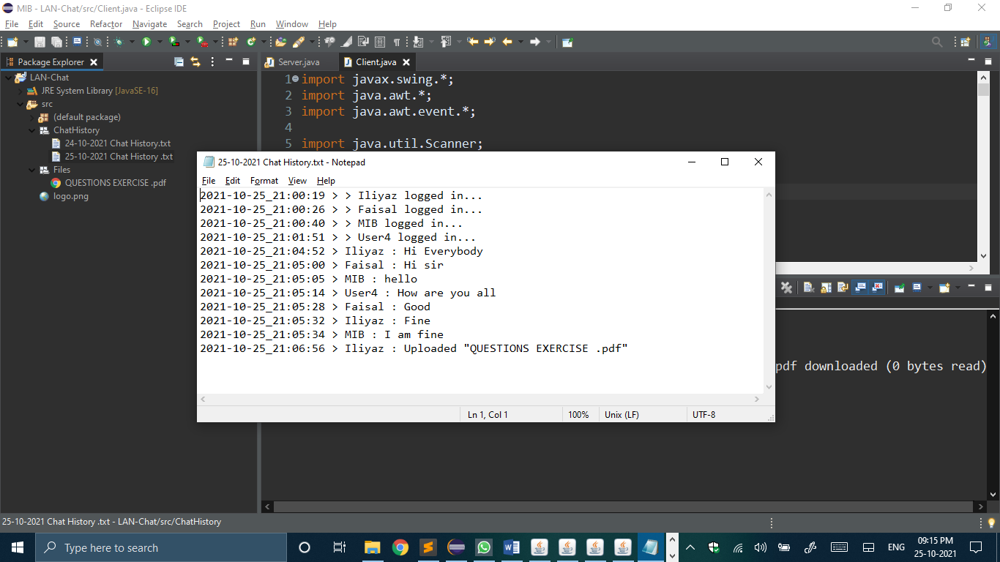 MIB - LAN-Chat/src/Client.java - Eclipse IDE
File Edit Source Refactor Navigate Search Project Run Window Help
Package Explorer
Server.java
Client.java
LAN-Chat
JRE System Library [JavaSE-16]
src
(default package)
ChatHistory
24-10-2021 Chat History.txt
25-10-2021 Chat History .txt
Files
QUESTIONS EXERCISE .pdf
logo.png
1 import javax.swing.*;
2 import java.awt.*;
3 import java.awt.event.*;
4
5 import java.util.Scanner;
25-10-2021 Chat History.txt - Notepad
File Edit Format View Help
2021-10-25_21:00:19 > > Iliyaz logged in...
2021-10-25_21:00:26 > > Faisal logged in...
2021-10-25_21:00:40 > > MIB logged in...
2021-10-25_21:01:51 > > User4 logged in...
2021-10-25_21:04:52 > Iliyaz : Hi Everybody
2021-10-25_21:05:00 > Faisal : Hi sir
2021-10-25_21:05:05 > MIB : hello
2021-10-25_21:05:14 > User4 : How are you all
2021-10-25_21:05:28 > Faisal : Good
2021-10-25_21:05:32 > Iliyaz : Fine
2021-10-25_21:05:34 > MIB : I am fine
2021-10-25_21:06:56 > Iliyaz : Uploaded "QUESTIONS EXERCISE .pdf"
Ln 1, Col 1 100% Unix (LF) UTF-8
pdf downloaded (0 bytes read)
25-10-2021 Chat History .txt - LAN-Chat/src/ChatHistory
Type here to search
ENG
09:15 PM
25-10-2021